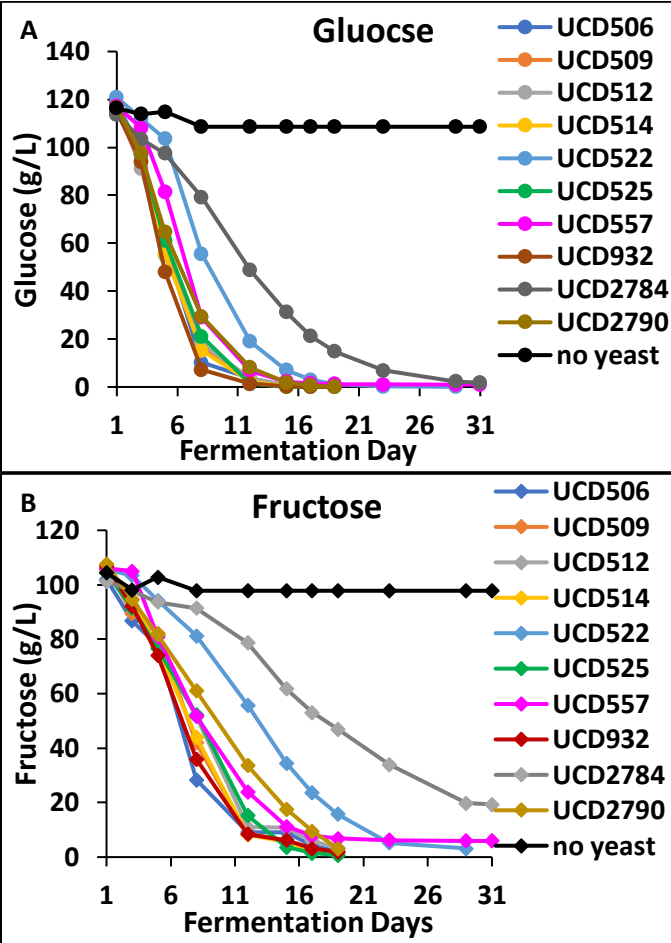 A
Gluocse
Glucose (g/L)
140
120
100
80
60
40
20
0
1 6 11 16 21 26 31
Fermentation Day
UCD506
UCD509
UCD512
UCD514
UCD522
UCD525
UCD557
UCD932
UCD2784
UCD2790
no yeast
B
Fructose
Fructose (g/L)
120
100
80
60
40
20
0
1 6 11 16 21 26 31
Fermentation Days
UCD506
UCD509
UCD512
UCD514
UCD522
UCD525
UCD557
UCD932
UCD2784
UCD2790
no yeast